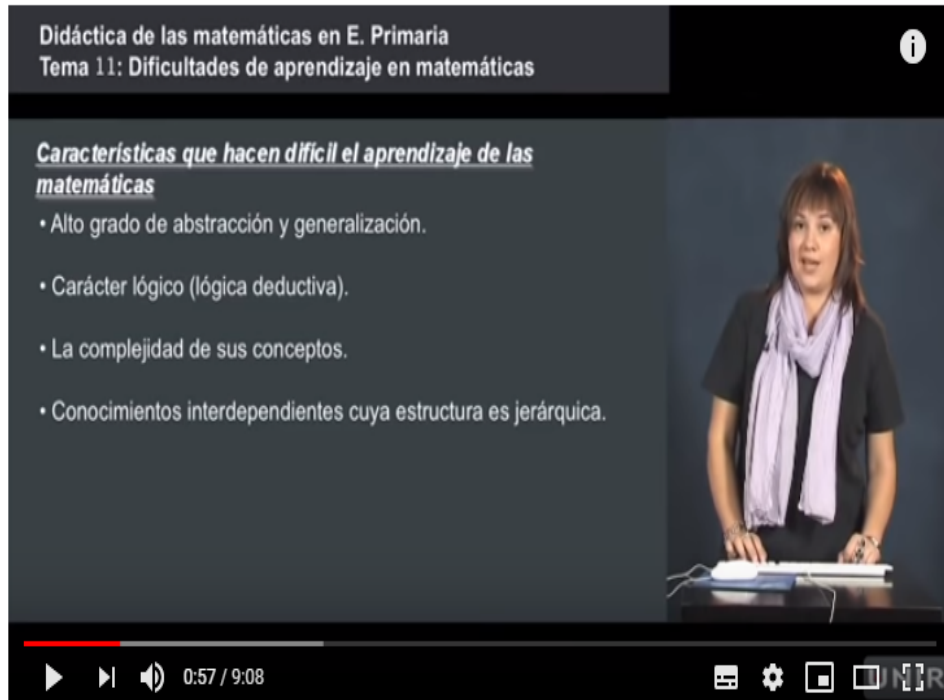 Didáctica de las matemáticas en E. Primaria
Tema 11: Dificultades de aprendizaje en matemáticas
Características que hacen difícil el aprendizaje de las
matemáticas
• Alto grado de abstracción y generalización.
• Carácter lógico (lógica deductiva).
• La complejidad de sus conceptos.
• Conocimientos interdependientes cuya estructura es jerárquica.
0:57 / 9:08
UNIR